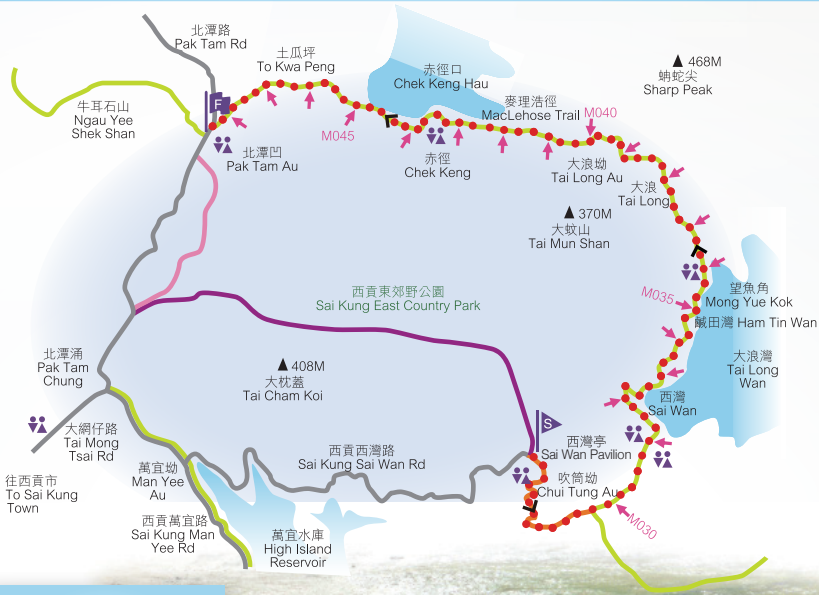 北潭路
Pak Tam Rd
土瓜坪
To Kwa Peng
赤徑口
Chek Keng Hau
▲ 468M
蚺蛇尖
Sharp Peak
牛耳石山
Ngau Yee
Shek Shan
F
麥理浩徑
MacLehose Trail
M040
M045
北潭凹
Pak Tam Au
赤徑
Chek Keng
大浪坳
Tai Long Au
大浪
Tai Long
▲ 370M
大蚊山
Tai Mun Shan
西貢東郊野公園
Sai Kung East Country Park
M035
望魚角
Mong Yue Kok
鹹田灣 Ham Tin Wan
大浪灣
Tai Long
Wan
北潭涌
Pak Tam
Chung
▲ 408M
大枕蓋
Tai Cham Koi
西灣
Sai Wan
S
大網仔路
Tai Mong
Tsai Rd
西灣亭
Sai Wan Pavilion
西貢西灣路
Sai Kung Sai Wan Rd
萬宜坳
Man Yee
Au
吹筒坳
Chui Tung Au
往西貢市
To Sai Kung
Town
西貢萬宜路
Sai Kung Man
Yee Rd
萬宜水庫
High Island
Reservoir
M030